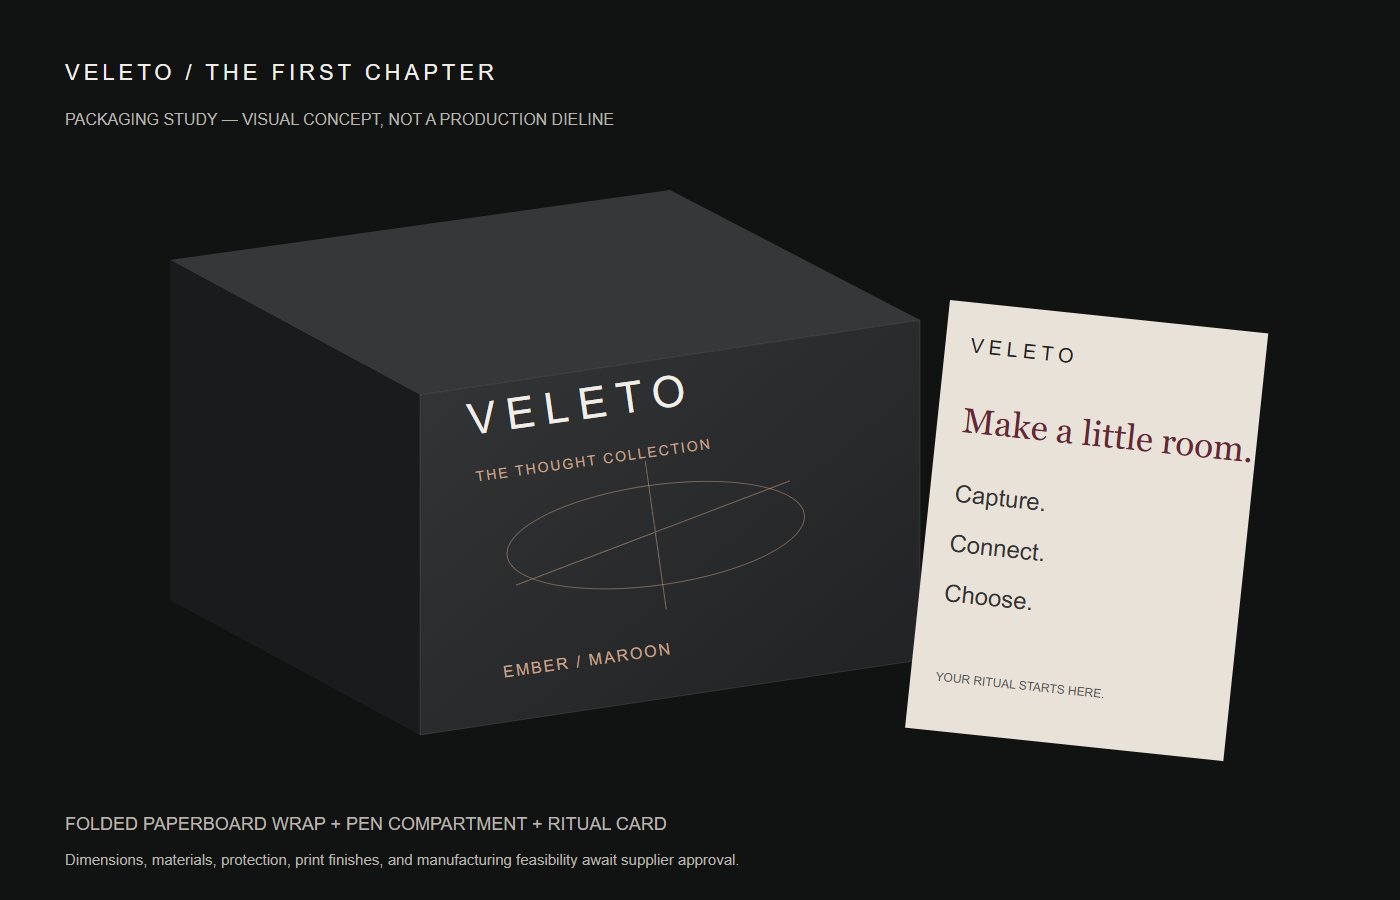 VELETO / THE FIRST CHAPTER
PACKAGING STUDY — VISUAL CONCEPT, NOT A PRODUCTION DIELINE
VELETO
THE THOUGHT COLLECTION
EMBER / MAROON
VELETO
Make a little room.
Capture.
Connect.
Choose.
YOUR RITUAL STARTS HERE.
FOLDED PAPERBOARD WRAP + PEN COMPARTMENT + RITUAL CARD
Dimensions, materials, protection, print finishes, and manufacturing feasibility await supplier approval.